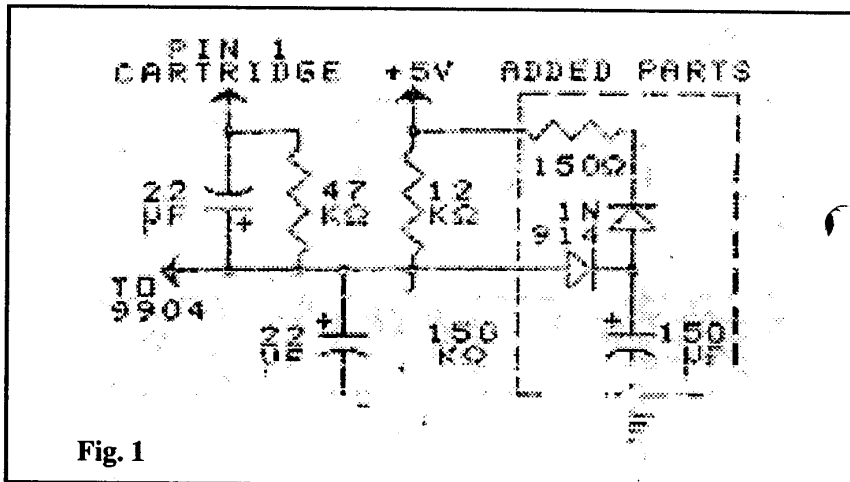 PIN 1
CARTRIDGE +5V ADDED PARTS
150Ω
22
µF
+
47
KΩ
12
KΩ
1N
914
TO
9904
22
µF
+
150
KΩ
+
150
µF
Fig. 1